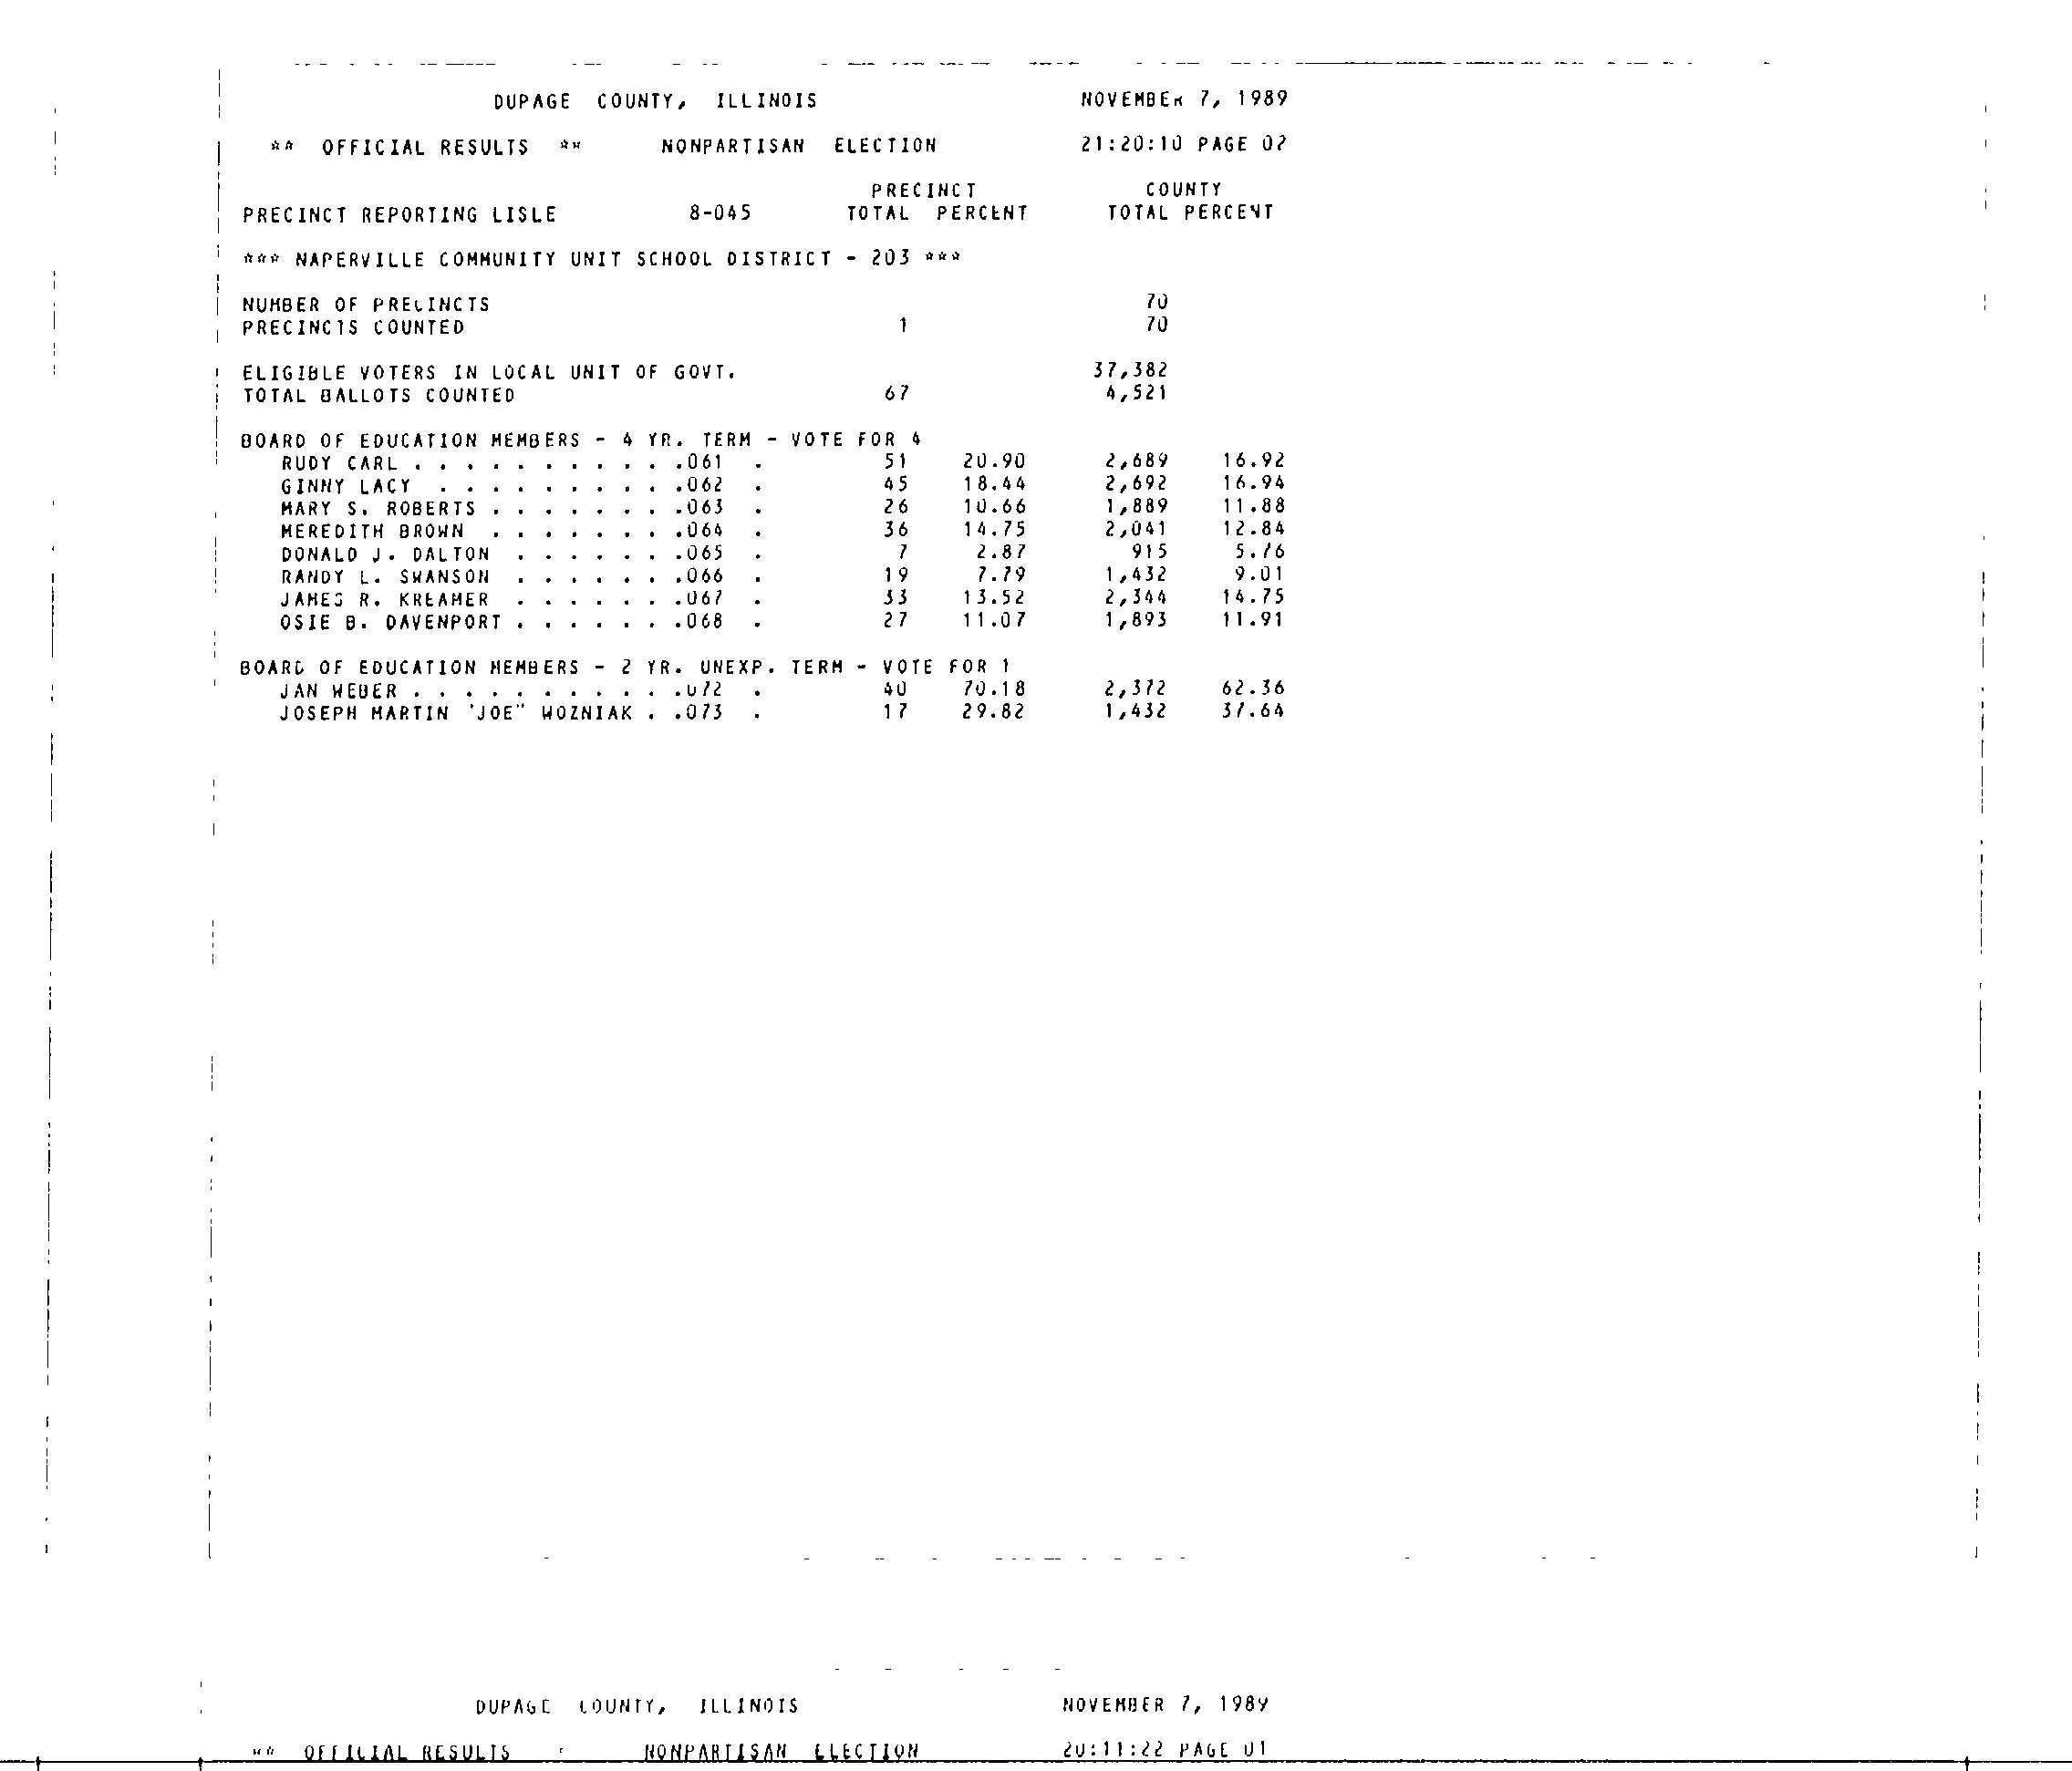 DUPAGE COUNTY, ILLINOIS NOVEMBER 7, 1989
** OFFICIAL RESULTS ** NONPARTISAN ELECTION 21:20:10 PAGE 02
PRECINCT COUNTY
PRECINCT REPORTING LISLE 8-045 TOTAL PERCENT TOTAL PERCENT
*** NAPERVILLE COMMUNITY UNIT SCHOOL DISTRICT - 203 ***
NUMBER OF PRECINCTS 70
PRECINCTS COUNTED 1 70
ELIGIBLE VOTERS IN LOCAL UNIT OF GOVT. 37,382
TOTAL BALLOTS COUNTED 67 4,521
BOARD OF EDUCATION MEMBERS - 4 YR. TERM - VOTE FOR 4
RUDY CARL . . . . . . . . . . .061 . 51 20.90 2,689 16.92
GINNY LACY . . . . . . . . . .062 . 45 18.44 2,692 16.94
MARY S. ROBERTS . . . . . . . .063 . 26 10.66 1,889 11.88
MEREDITH BROWN . . . . . . . .064 . 36 14.75 2,041 12.84
DONALD J. DALTON . . . . . . .065 . 7 2.87 915 5.76
RANDY L. SWANSON . . . . . . .066 . 19 7.79 1,432 9.01
JAMES R. KREAMER . . . . . . .067 . 33 13.52 2,344 14.75
OSIE B. DAVENPORT . . . . . . .068 . 27 11.07 1,893 11.91
BOARD OF EDUCATION MEMBERS - 2 YR. UNEXP. TERM - VOTE FOR 1
JAN WEBER . . . . . . . . . . .072 . 40 70.18 2,372 62.36
JOSEPH MARTIN "JOE" WOZNIAK . .073 . 17 29.82 1,432 37.64
DUPAGE COUNTY, ILLINOIS NOVEMBER 7, 1989
** OFFICIAL RESULTS NONPARTISAN ELECTION 20:11:22 PAGE 01